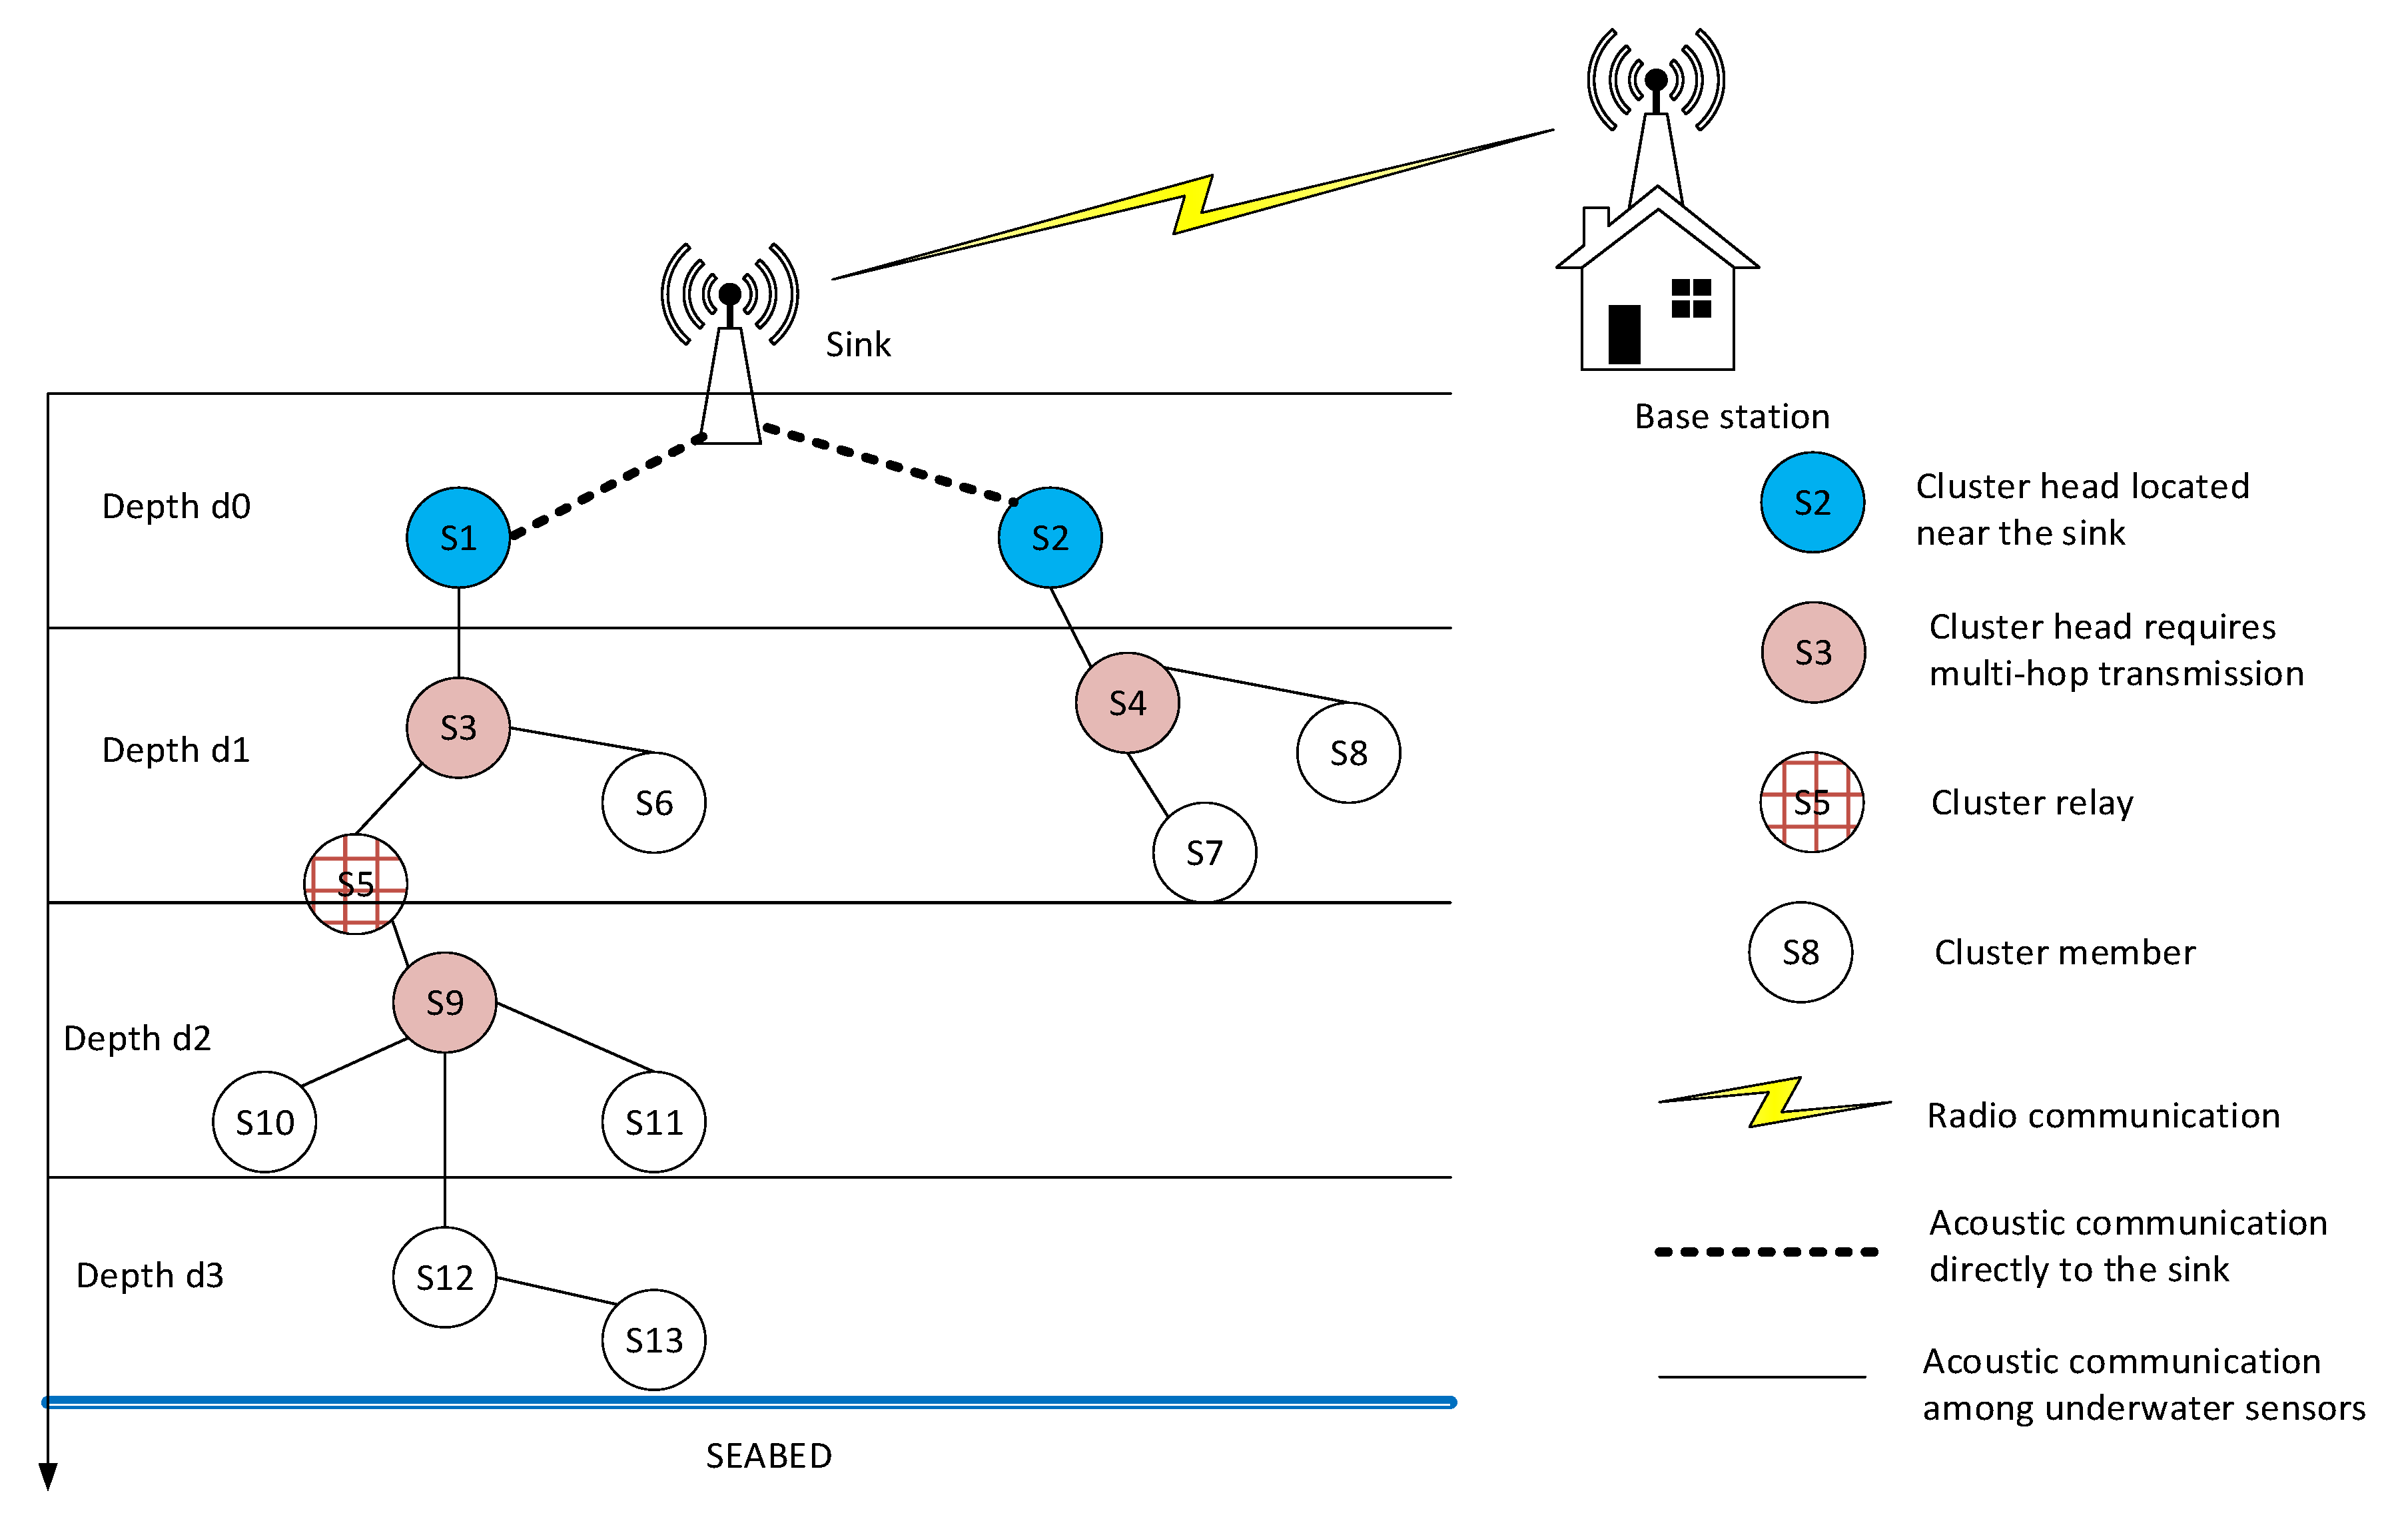 Sink
Base station
Depth d0
S1
S2
S2
Cluster head located
near the sink
Depth d1
S3
S4
S8
S6
S7
S5
S3
Cluster head requires
multi-hop transmission
S5
Cluster relay
Depth d2
S9
S10
S11
S8
Cluster member
Radio communication
Depth d3
S12
S13
Acoustic communication
directly to the sink
Acoustic communication
among underwater sensors
SEABED